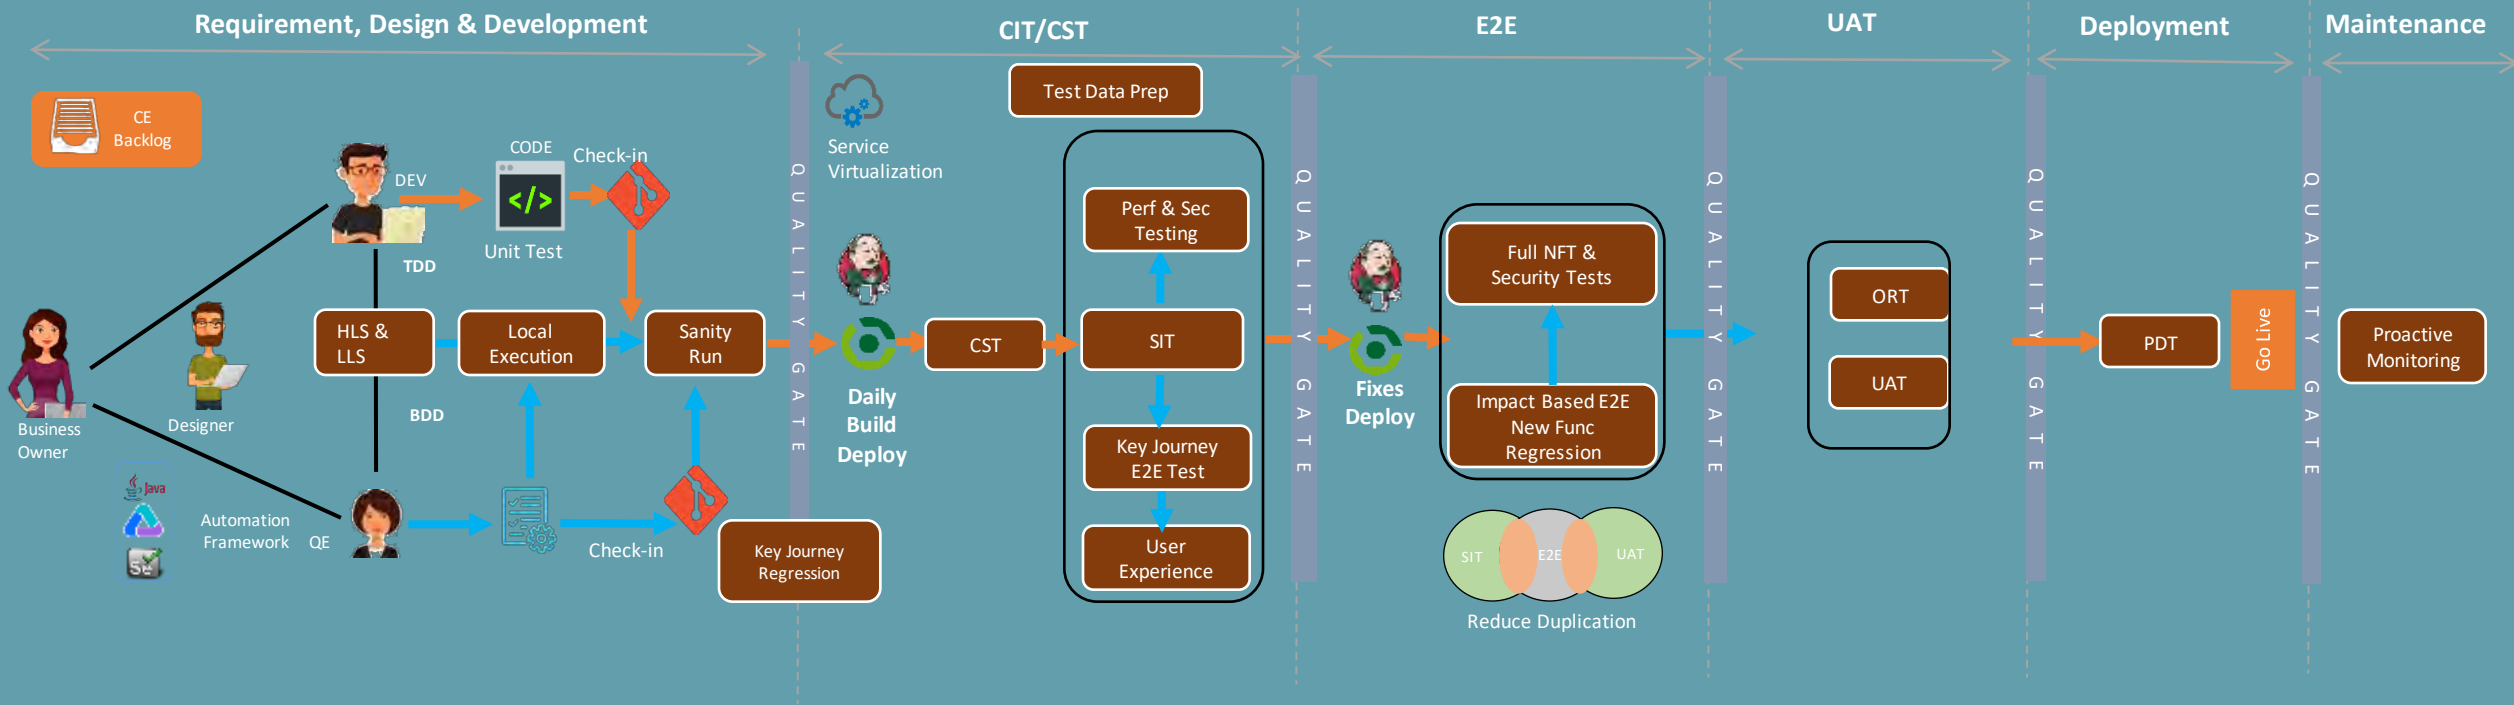 Requirement, Design & Development
CIT/CST
E2E
UAT
Deployment
Maintenance
CE
Backlog
DEV
CODE
</>
Unit Test
Check-in
TDD
HLS &
LLS
Local
Execution
Sanity
Run
BDD
Business
Owner
Designer
Java
Se
Automation
Framework
QE
Check-in
Key Journey
Regression
QUALITY GATE
Service
Virtualization
Test Data Prep
Daily
Build
Deploy
CST
Perf & Sec
Testing
SIT
Key Journey
E2E Test
User
Experience
QUALITY GATE
Fixes
Deploy
Full NFT &
Security Tests
Impact Based E2E
New Func
Regression
SIT
E2E
UAT
Reduce Duplication
QUALITY GATE
ORT
UAT
QUALITY GATE
PDT
Go Live
QUALITY GATE
Proactive
Monitoring